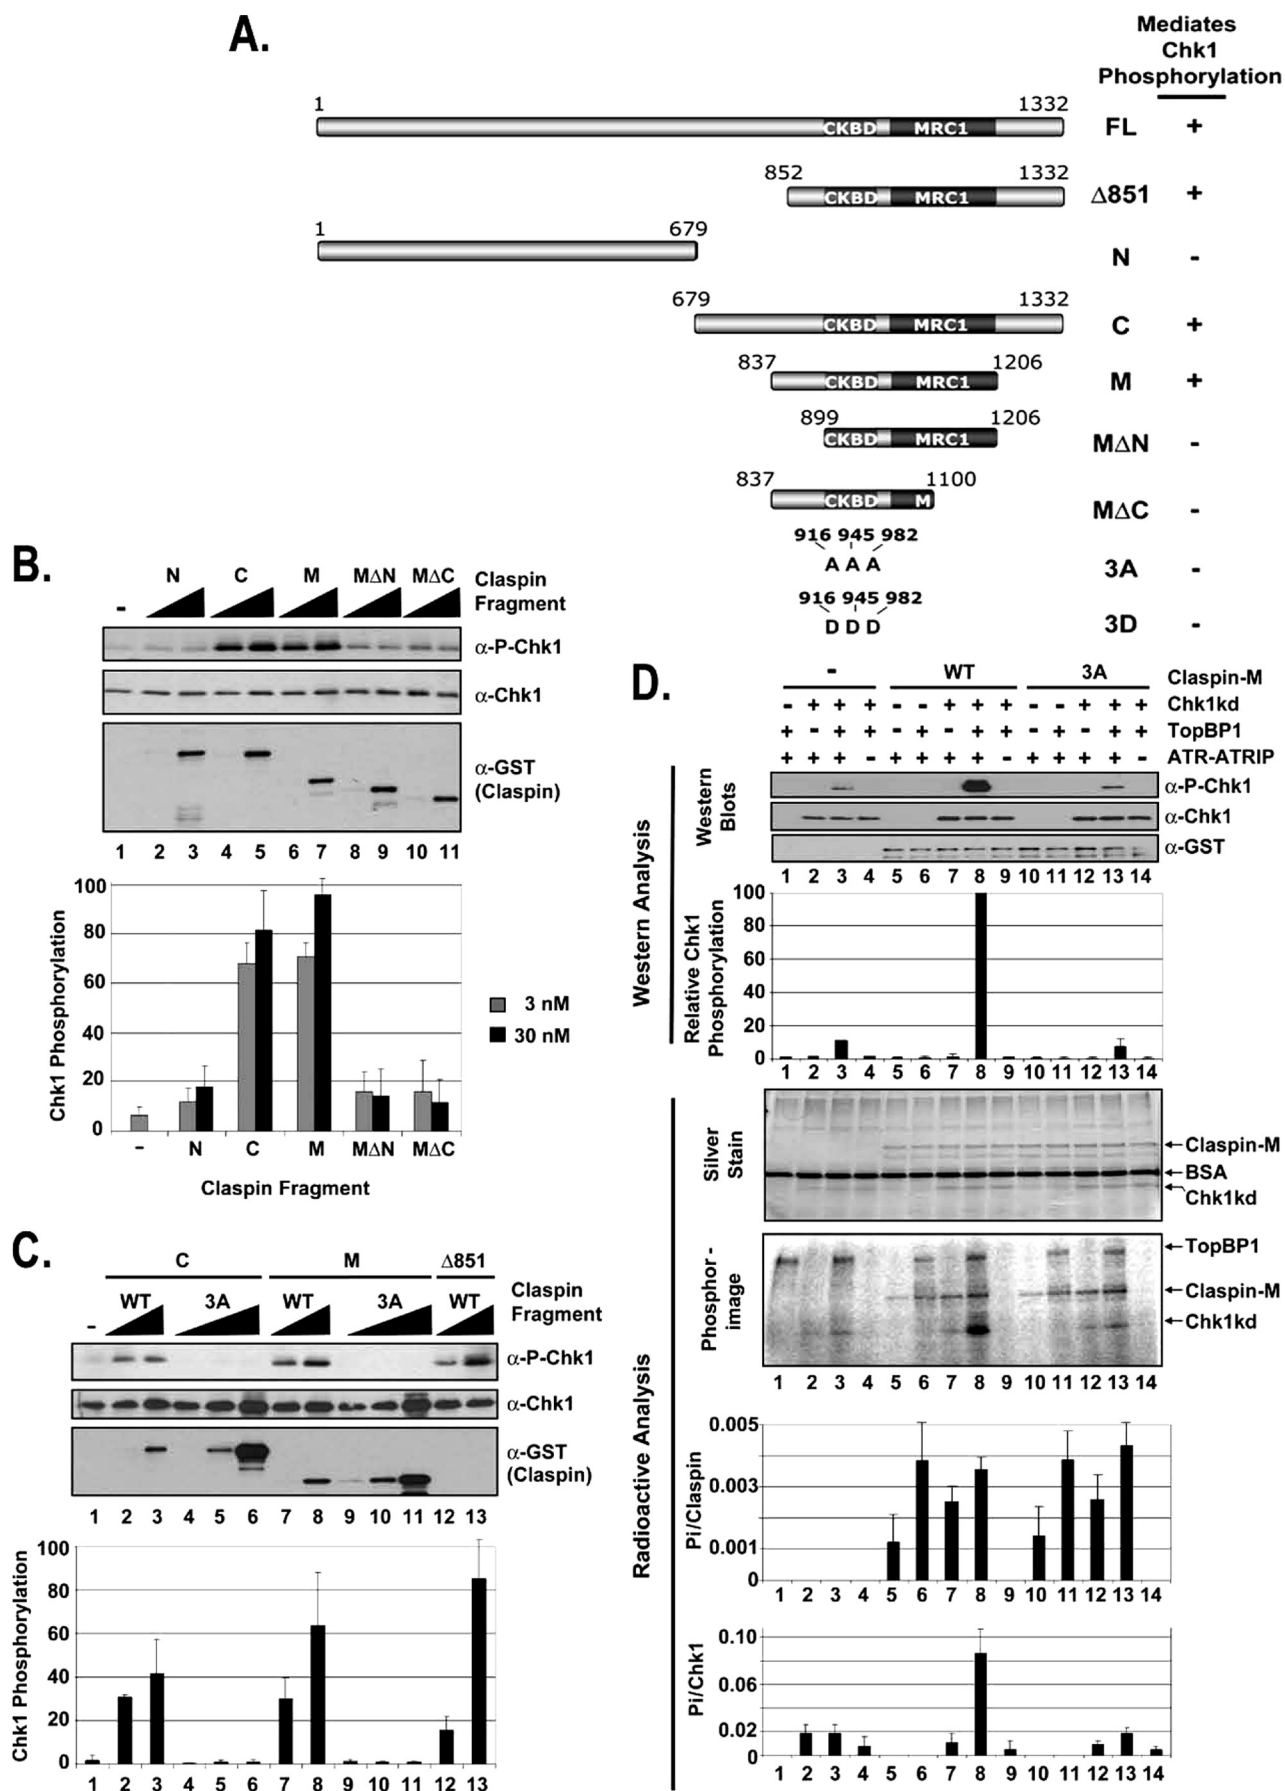 A.
Mediates
Chk1
Phosphorylation
1 1332
CKBD MRC1 FL +
852 1332
CKBD MRC1 Δ851 +
1 679
N -
679 1332
CKBD MRC1 C +
837 1206
CKBD MRC1 M +
899 1206
CKBD MRC1 MΔN -
837 1100
CKBD M MΔC -
916 945 982
A A A 3A -
916 945 982
D D D 3D -
B.
- N C M MΔN MΔC Claspin
Fragment
α-P-Chk1
α-Chk1
α-GST
(Claspin)
1 2 3 4 5 6 7 8 9 10 11
Chk1 Phosphorylation
100
80
60
40
20
0
- N C M MΔN MΔC
Claspin Fragment
3 nM
30 nM
C.
C M Δ851
- WT 3A WT 3A WT Claspin
Fragment
α-P-Chk1
α-Chk1
α-GST
(Claspin)
1 2 3 4 5 6 7 8 9 10 11 12 13
Chk1 Phosphorylation
100
80
60
40
20
0
1 2 3 4 5 6 7 8 9 10 11 12 13
D.
- WT 3A Claspin-M
- + + + - - + + + - - + + + Chk1kd
+ - + + - + - + + - + - + + TopBP1
+ + + - + + + + - + + + + - ATR-ATRIP
Western Analysis
Western
Blots
α-P-Chk1
α-Chk1
α-GST
1 2 3 4 5 6 7 8 9 10 11 12 13 14
Relative Chk1
Phosphorylation
100
80
60
40
20
0
1 2 3 4 5 6 7 8 9 10 11 12 13 14
Radioactive Analysis
Silver
Stain
Claspin-M
BSA
Chk1kd
Phosphor-
image
TopBP1
Claspin-M
Chk1kd
1 2 3 4 5 6 7 8 9 10 11 12 13 14
Pi/Claspin
0.005
0.003
0.001
0
1 2 3 4 5 6 7 8 9 10 11 12 13 14
Pi/Chk1
0.10
0.06
0.02
0
1 2 3 4 5 6 7 8 9 10 11 12 13 14